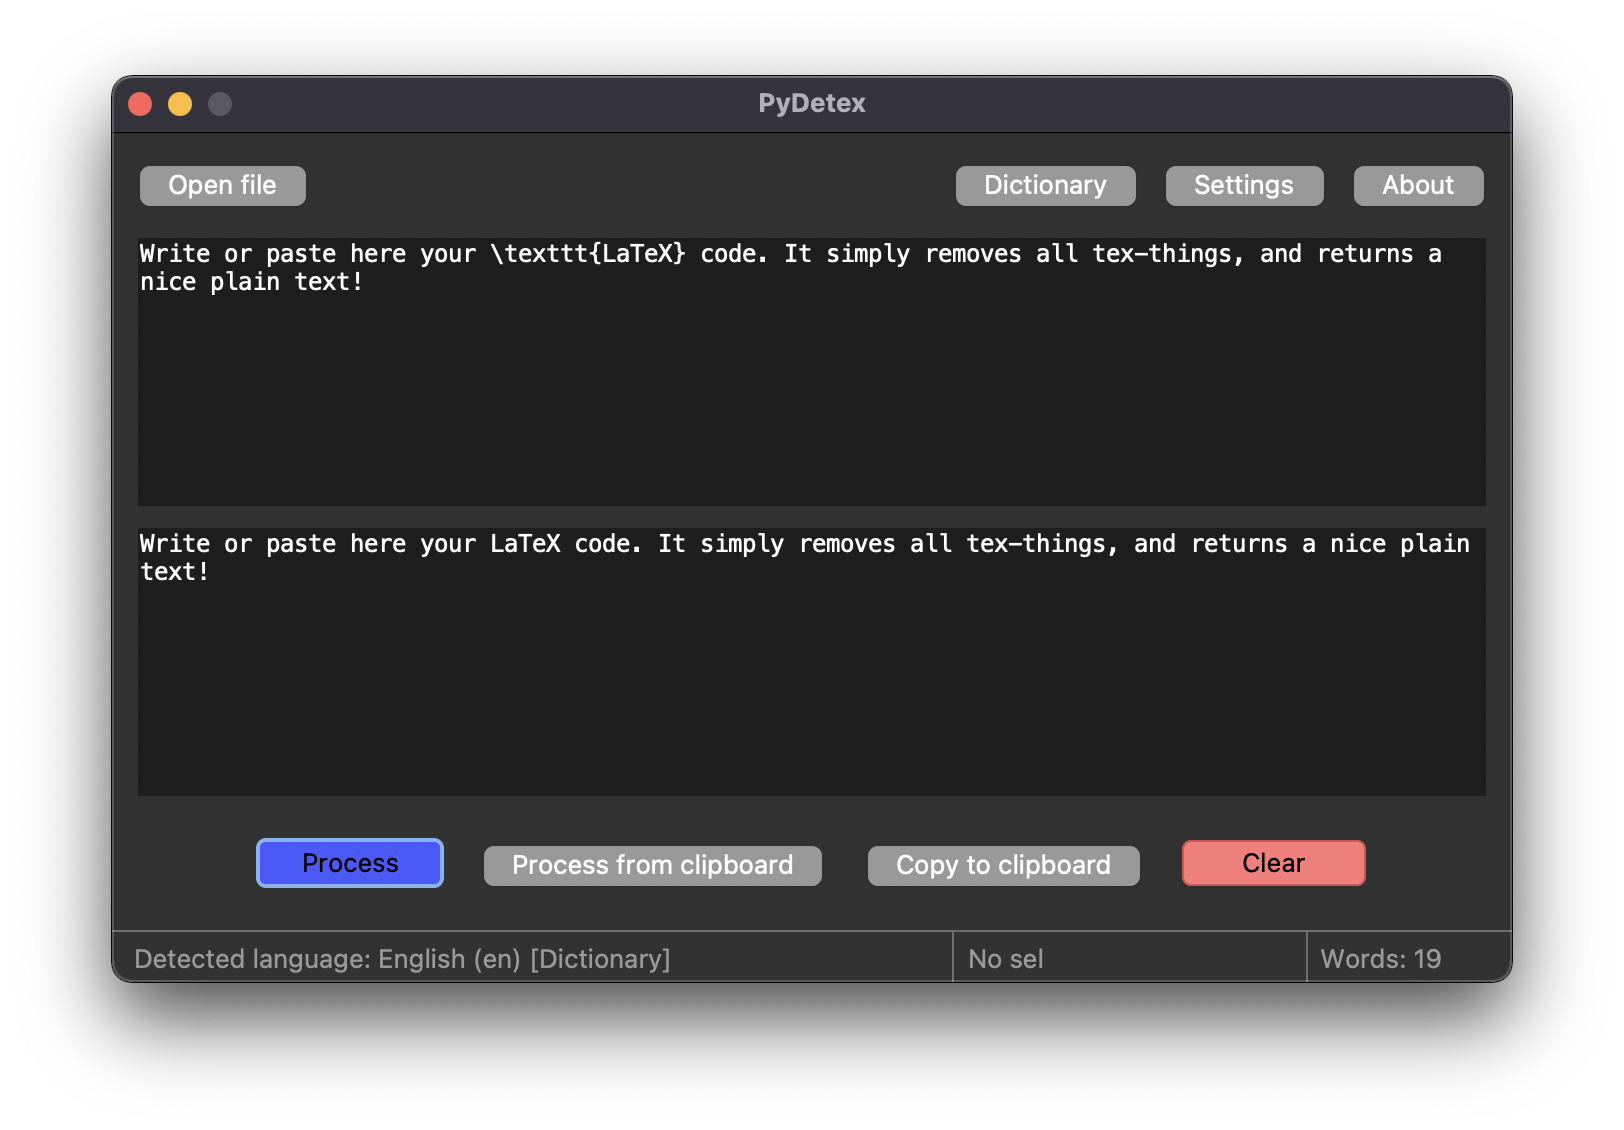 PyDetex
Open file
Dictionary
Settings
About
Write or paste here your \texttt{LaTeX} code. It simply removes all tex-things, and returns a
nice plain text!
Write or paste here your LaTeX code. It simply removes all tex-things, and returns a nice plain
text!
Process
Process from clipboard
Copy to clipboard
Clear
Detected language: English (en) [Dictionary]
No sel
Words: 19